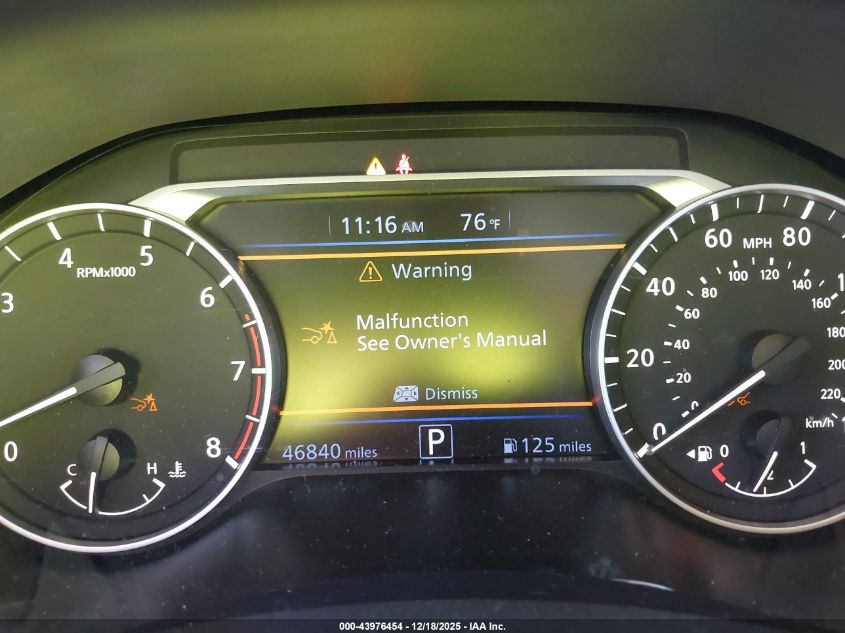 11:16 AM 76°F
Warning
Malfunction
See Owner's Manual
Dismiss
46840 miles P 125 miles
RPMx1000
0
3
4
5
6
7
8
C H
MPH
0
20
40
60
80
0
20
40
60
80
100
120
140
160
180
200
220
km/h
0 1
000-43976454 - 12/18/2025 - IAA Inc.